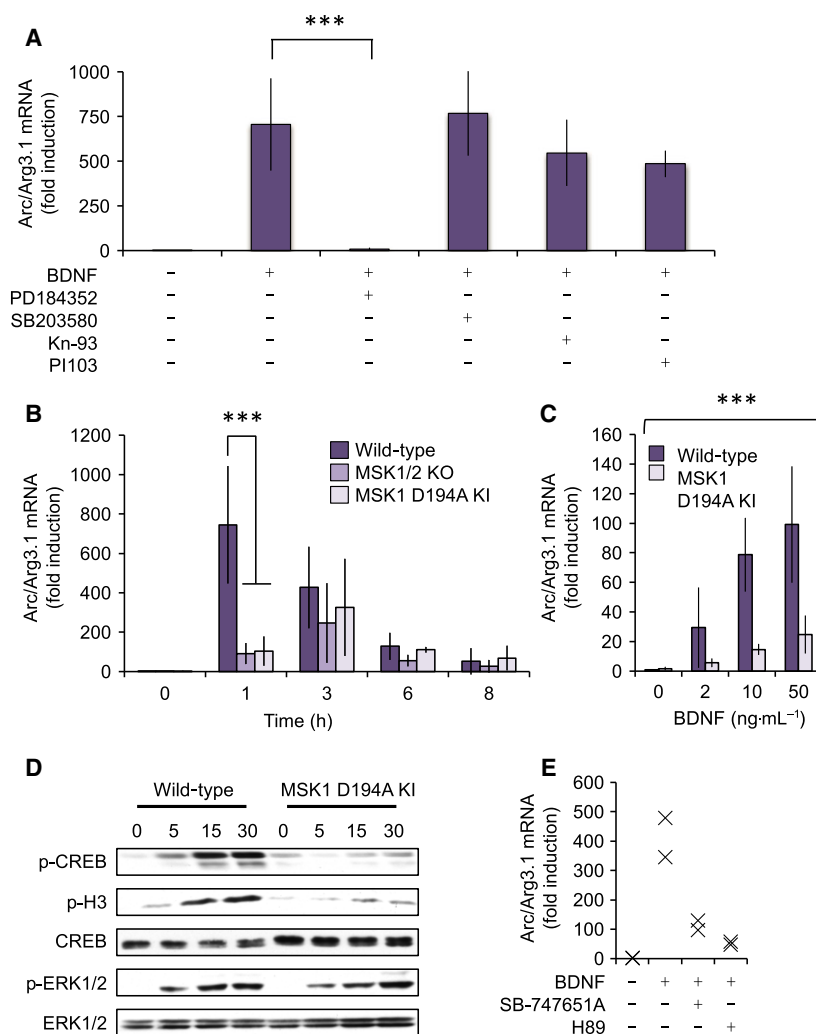 A
***
Arc/Arg3.1 mRNA
(fold induction)
1000
750
500
250
0
BDNF – + + + + +
PD184352 – – + – – –
SB203580 – – – + – –
Kn-93 – – – – + –
PI103 – – – – – +
B
***
Arc/Arg3.1 mRNA
(fold induction)
1200
1000
800
600
400
200
0
Wild-type
MSK1/2 KO
MSK1 D194A KI
0 1 3 6 8
Time (h)
C
***
Arc/Arg3.1 mRNA
(fold induction)
160
140
120
100
80
60
40
20
0
Wild-type
MSK1
D194A KI
0 2 10 50
BDNF (ng·mL⁻¹)
D
Wild-type MSK1 D194A KI
0 5 15 30 0 5 15 30
p-CREB
p-H3
CREB
p-ERK1/2
ERK1/2
E
Arc/Arg3.1 mRNA
(fold induction)
600
500
400
300
200
100
0
BDNF – + + +
SB-747651A – – + –
H89 – – – +